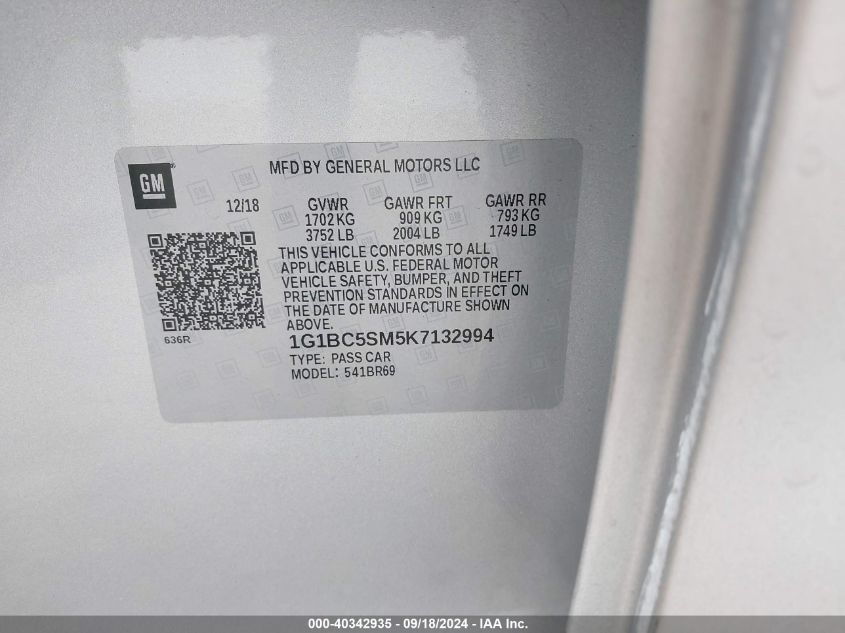 GM
MFD BY GENERAL MOTORS LLC
12/18 GVWR GAWR FRT GAWR RR
1702 KG 909 KG 793 KG
3752 LB 2004 LB 1749 LB
THIS VEHICLE CONFORMS TO ALL
APPLICABLE U.S. FEDERAL MOTOR
VEHICLE SAFETY, BUMPER, AND THEFT
PREVENTION STANDARDS IN EFFECT ON
THE DATE OF MANUFACTURE SHOWN
ABOVE.
636R
1G1BC5SM5K7132994
TYPE: PASS CAR
MODEL: 541BR69
000-40342935 - 09/18/2024 - IAA Inc.